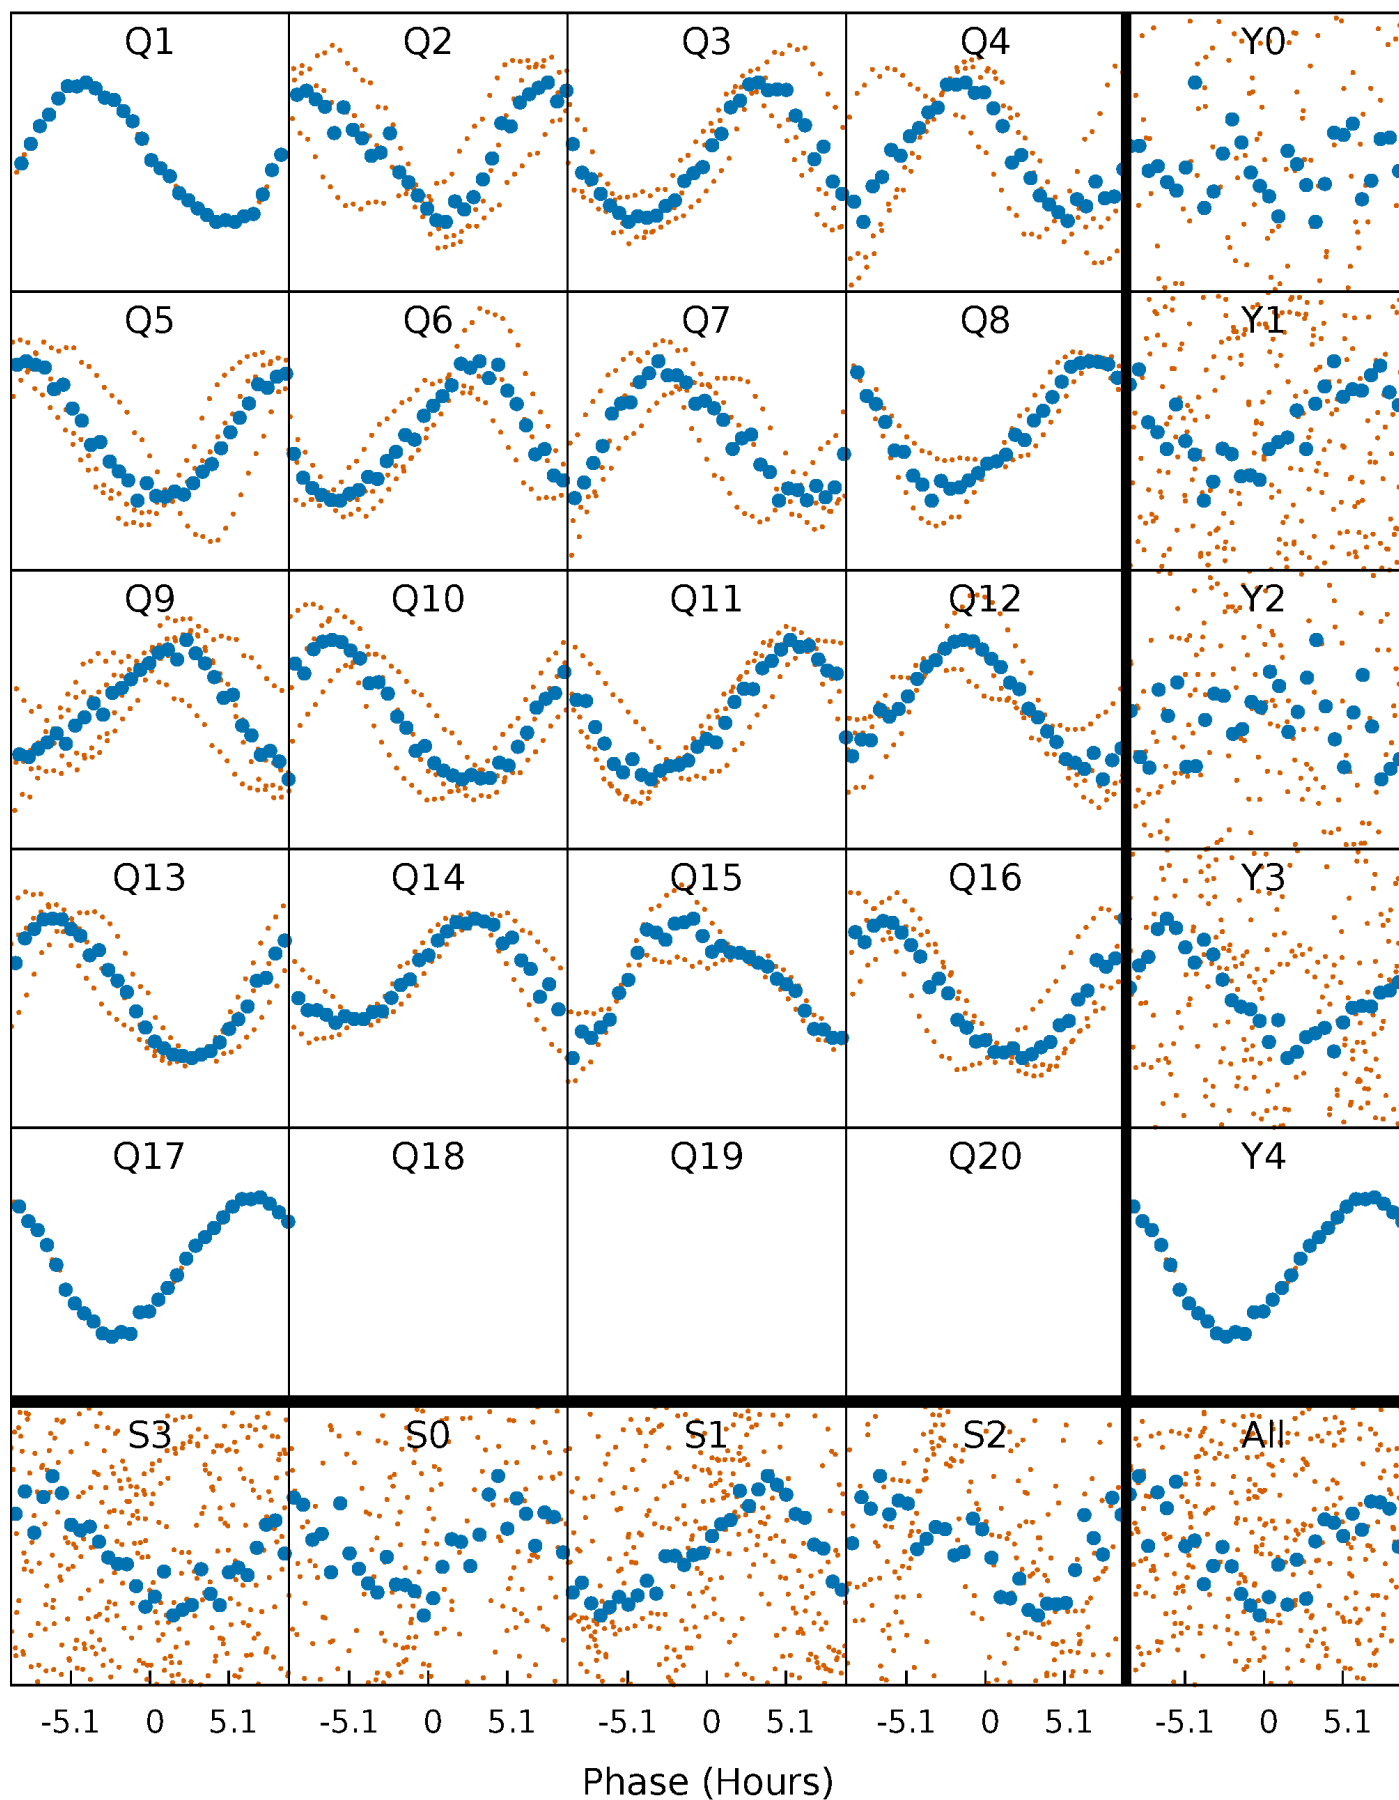 Q1 Q2 Q3 Q4 Y0
Q5 Q6 Q7 Q8 Y1
Q9 Q10 Q11 Q12 Y2
Q13 Q14 Q15 Q16 Y3
Q17 Q18 Q19 Q20 Y4
S3 S0 S1 S2 All
-5.1 0 5.1 -5.1 0 5.1 -5.1 0 5.1 -5.1 0 5.1 -5.1 0 5.1
Phase (Hours)